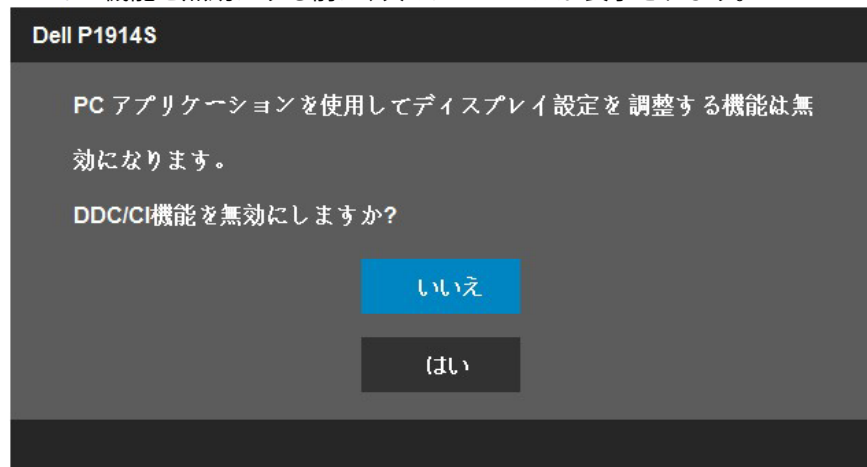 Dell P1914S
PC アプリケーションを使用してディスプレイ設定を調整する機能は無
効になります。
DDC/CI機能を無効にしますか?
いいえ
はい